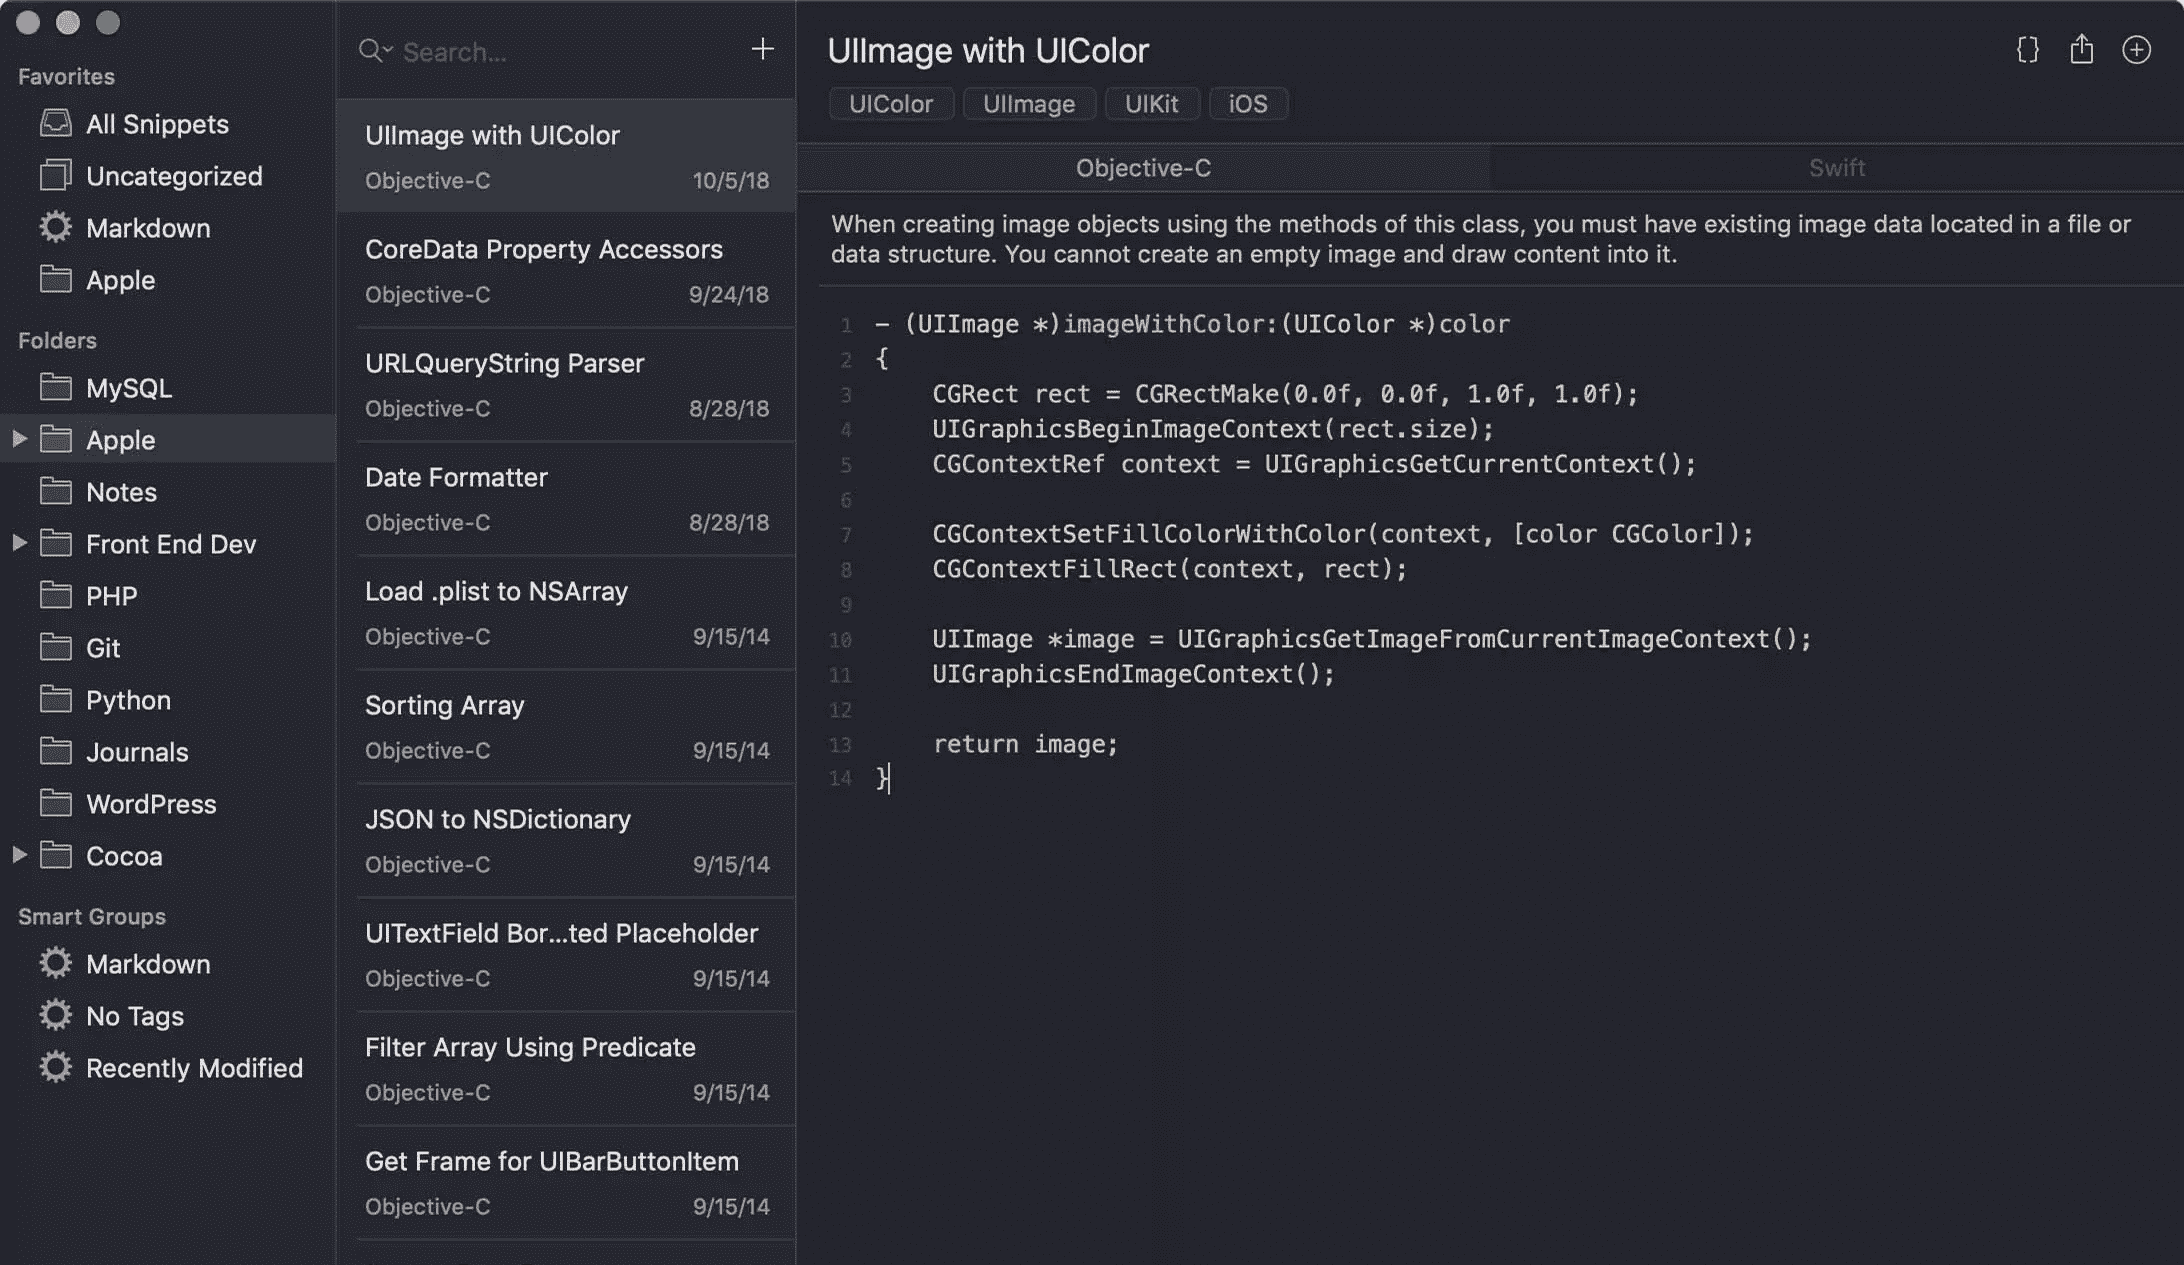 Favorites
All Snippets
Uncategorized
Markdown
Apple
Folders
MySQL
Apple
Notes
Front End Dev
PHP
Git
Python
Journals
WordPress
Cocoa
Smart Groups
Markdown
No Tags
Recently Modified
Search...
UIImage with UIColor
Objective-C 10/5/18
CoreData Property Accessors
Objective-C 9/24/18
URLQueryString Parser
Objective-C 8/28/18
Date Formatter
Objective-C 8/28/18
Load .plist to NSArray
Objective-C 9/15/14
Sorting Array
Objective-C 9/15/14
JSON to NSDictionary
Objective-C 9/15/14
UITextField Bor...ted Placeholder
Objective-C 9/15/14
Filter Array Using Predicate
Objective-C 9/15/14
Get Frame for UIBarButtonItem
Objective-C 9/15/14
UIImage with UIColor
UIColor UIImage UIKit iOS
Objective-C Swift
When creating image objects using the methods of this class, you must have existing image data located in a file or
data structure. You cannot create an empty image and draw content into it.
1 - (UIImage *)imageWithColor:(UIColor *)color
2 {
3 CGRect rect = CGRectMake(0.0f, 0.0f, 1.0f, 1.0f);
4 UIGraphicsBeginImageContext(rect.size);
5 CGContextRef context = UIGraphicsGetCurrentContext();
6
7 CGContextSetFillColorWithColor(context, [color CGColor]);
8 CGContextFillRect(context, rect);
9
10 UIImage *image = UIGraphicsGetImageFromCurrentImageContext();
11 UIGraphicsEndImageContext();
12
13 return image;
14 }